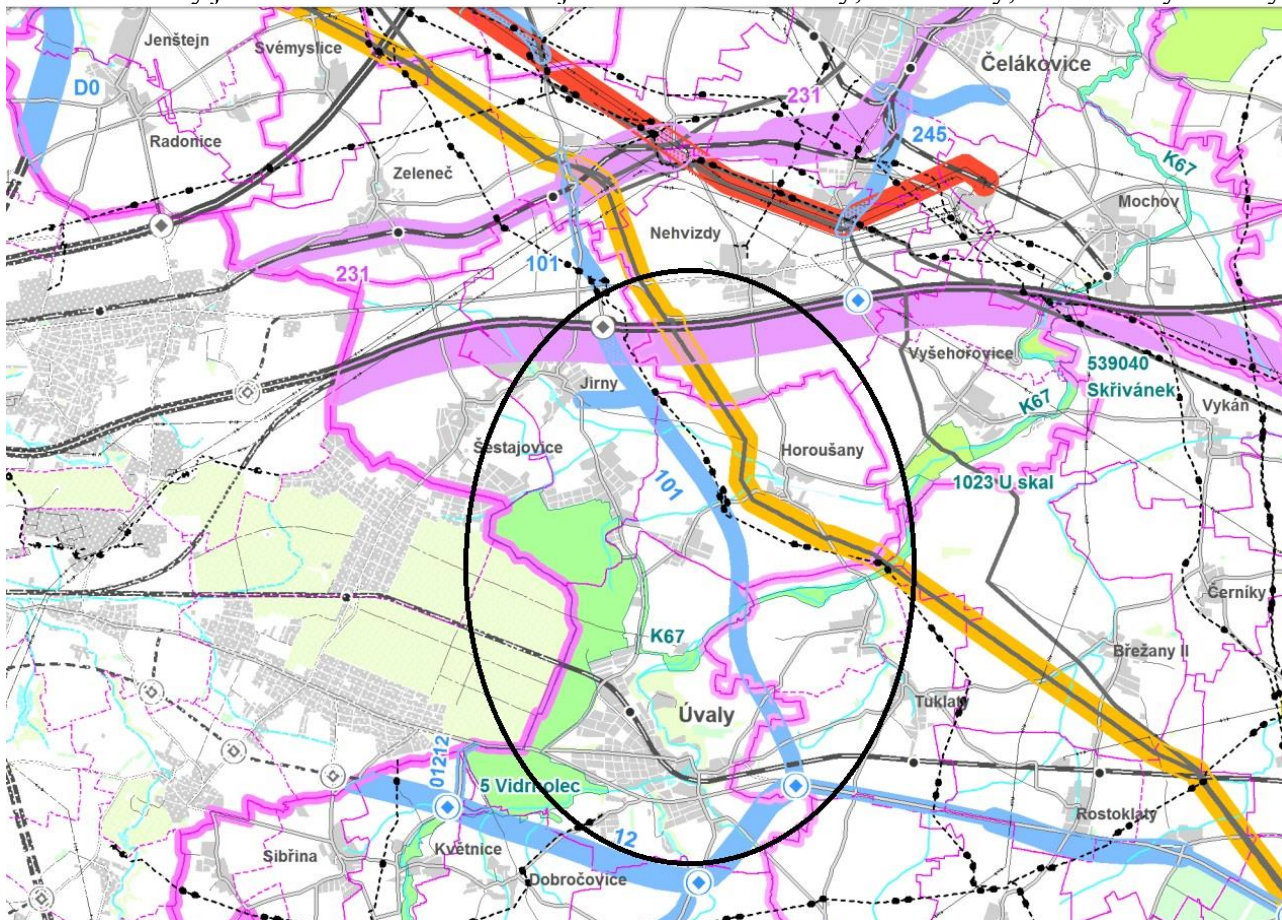 Jenštejn
Svémyslice
Čelákovice
D0
231
Radonice
245
K67
Zeleneč
Mochov
Nehvizdy
101
231
Vyšehořovice
539040
Skřivánek
Jirny
K67
Vykáň
Šestajovice
Horoušany
101
1023 U skal
Černíky
K67
Břežany II
Úvaly
Tuklaty
01212
5 Vidrholec
Rostoklaty
12
Sibřina
Květnice
Dobročovice